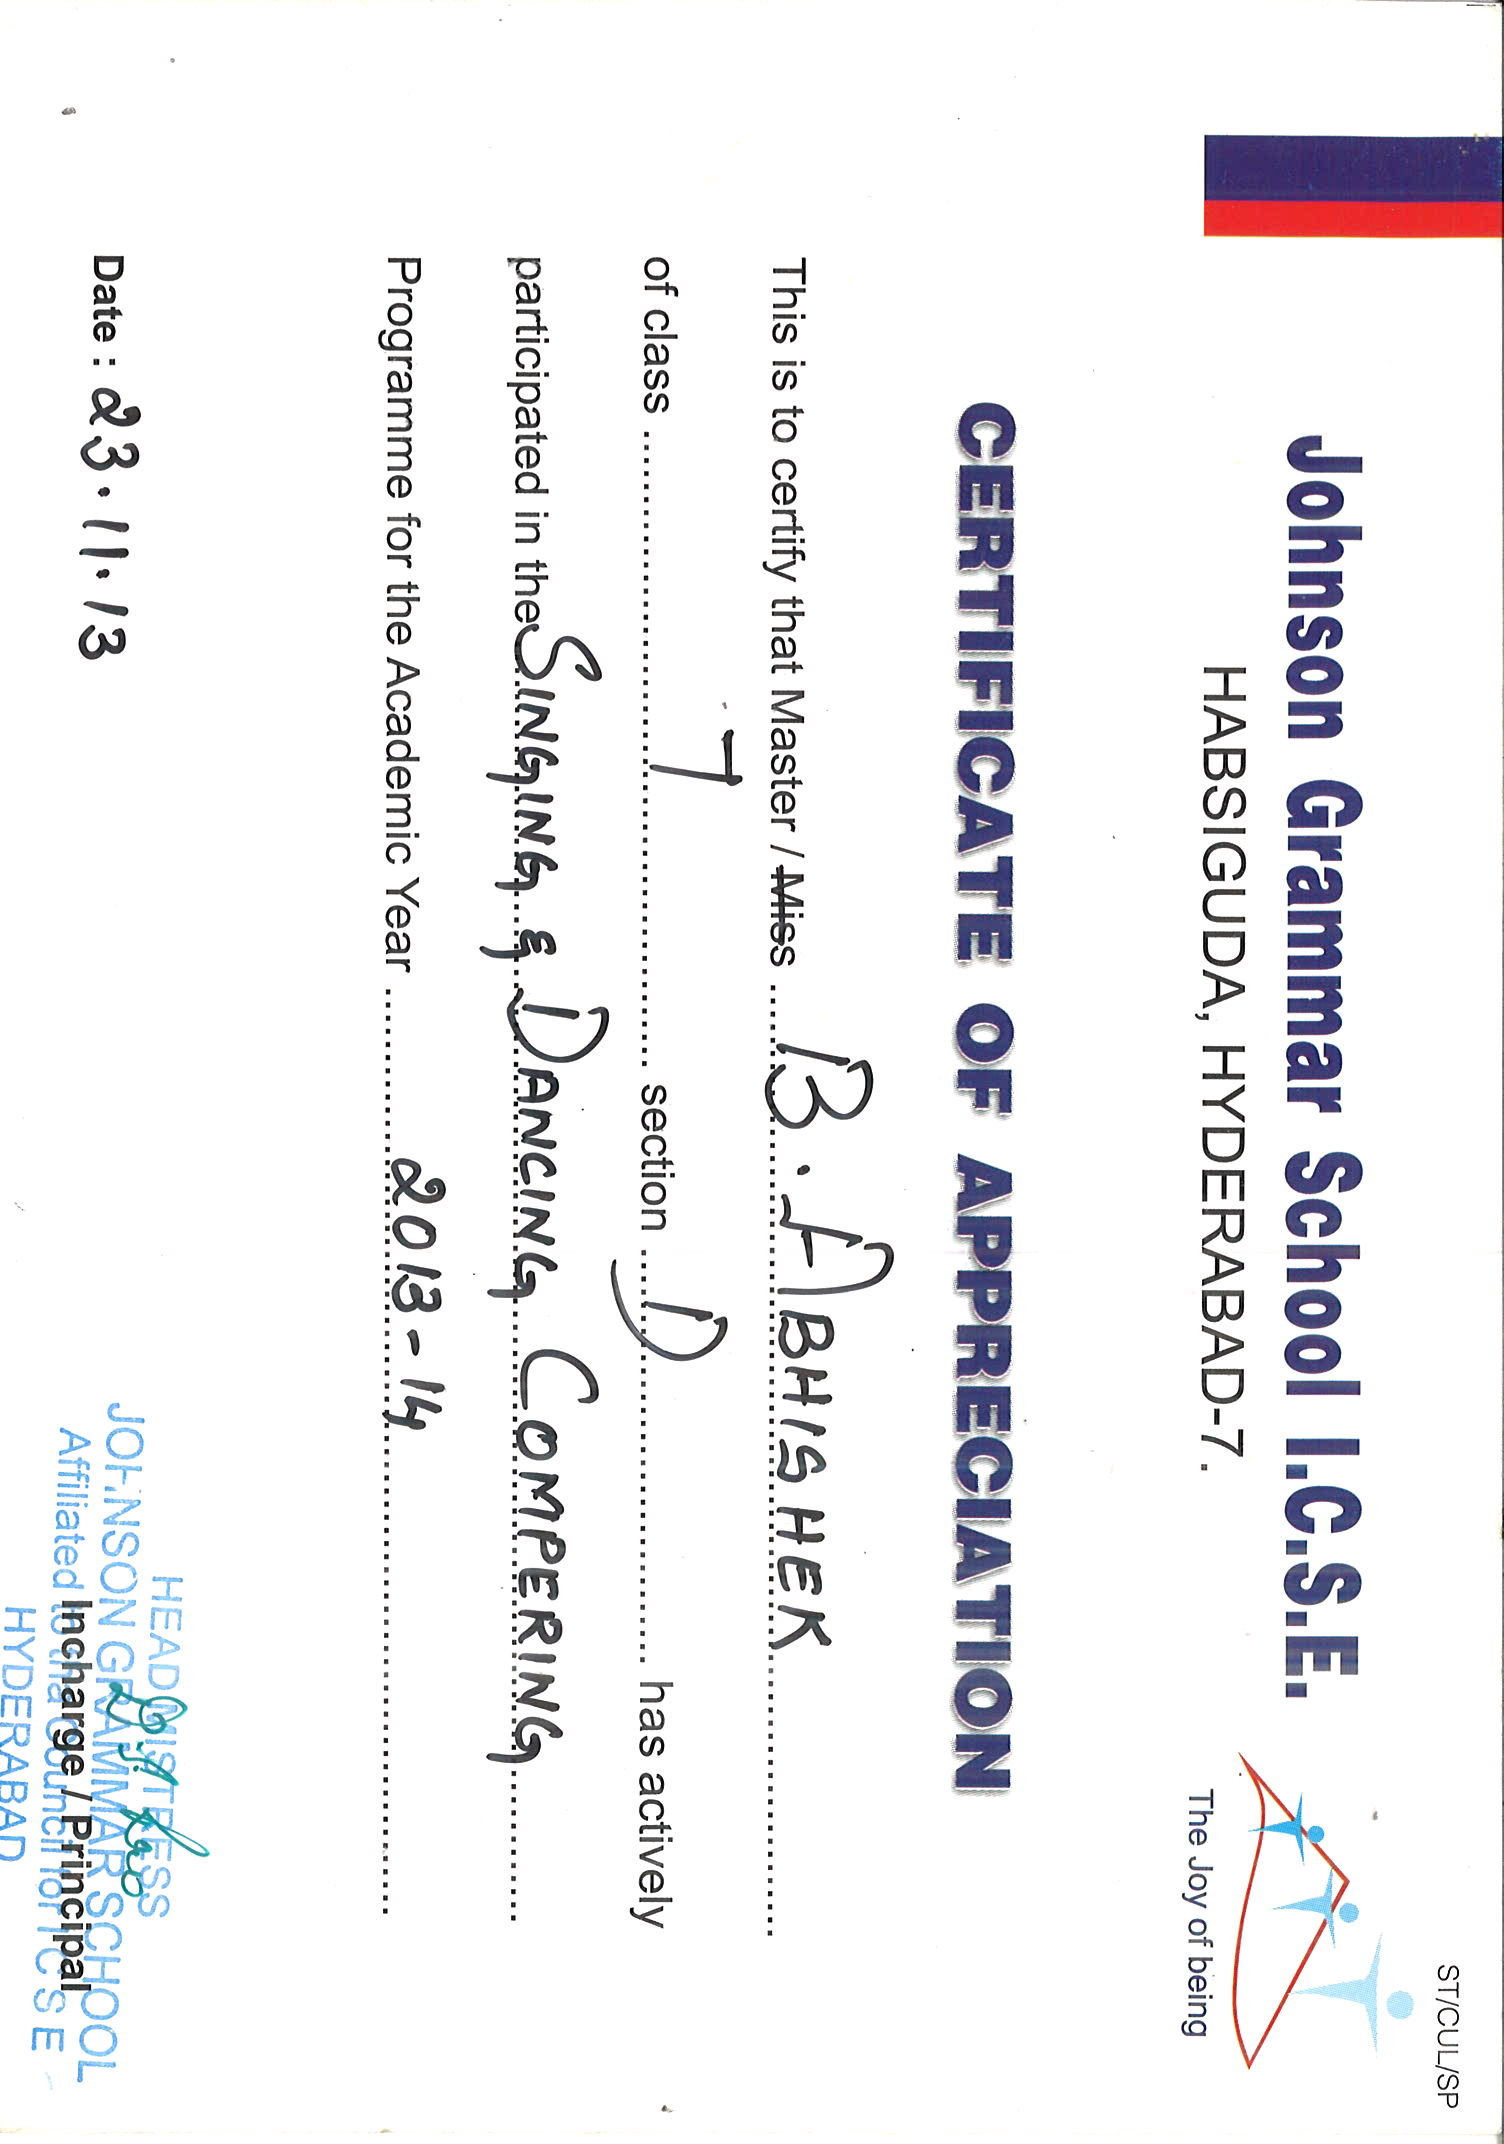 ST/CUL/SP
Johnson Grammar School I.C.S.E.
HABSIGUDA, HYDERABAD-7.
The Joy of being
CERTIFICATE OF APPRECIATION
This is to certify that Master / Miss B. ABHISHEK
of class 7 section D has actively
participated in the SINGING & DANCING COMPERING
Programme for the Academic Year 2013-14
Date : 23.11.13
HEAD MISTRESS
JOHNSON GRAMMAR SCHOOL
Incharge / Principal
Affiliated to tha Council for I C S E
HYDERABAD